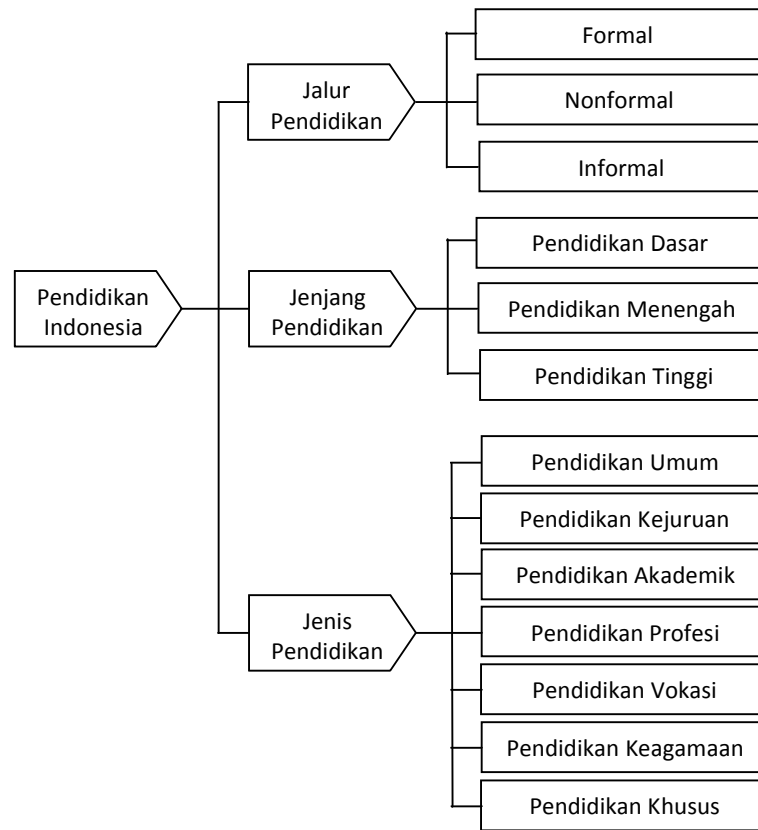 Formal
Jalur
Pendidikan
Nonformal
Informal
Pendidikan Dasar
Pendidikan
Indonesia
Jenjang
Pendidikan
Pendidikan Menengah
Pendidikan Tinggi
Pendidikan Umum
Pendidikan Kejuruan
Pendidikan Akademik
Jenis
Pendidikan
Pendidikan Profesi
Pendidikan Vokasi
Pendidikan Keagamaan
Pendidikan Khusus